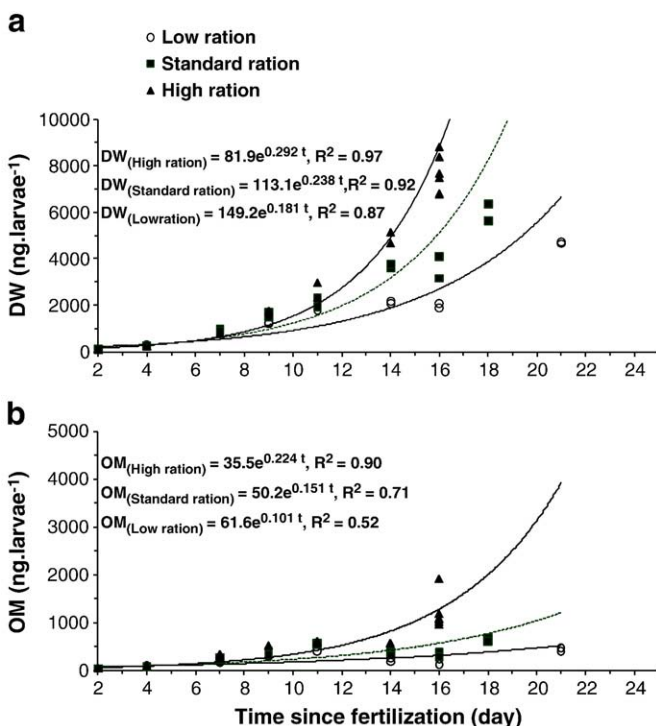 a
Low ration
Standard ration
High ration
10000
8000
6000
4000
2000
0
DW (ng.larvae-1)
DW(High ration) = 81.9e0.292 t, R2 = 0.97
DW(Standard ration) = 113.1e0.238 t,R2 = 0.92
DW(Lowration) = 149.2e0.181 t, R2 = 0.87
2 4 6 8 10 12 14 16 18 20 22 24
b
5000
4000
3000
2000
1000
0
OM (ng.larvae-1)
OM(High ration) = 35.5e0.224 t, R2 = 0.90
OM(Standard ration) = 50.2e0.151 t, R2 = 0.71
OM(Low ration) = 61.6e0.101 t, R2 = 0.52
2 4 6 8 10 12 14 16 18 20 22 24
Time since fertilization (day)